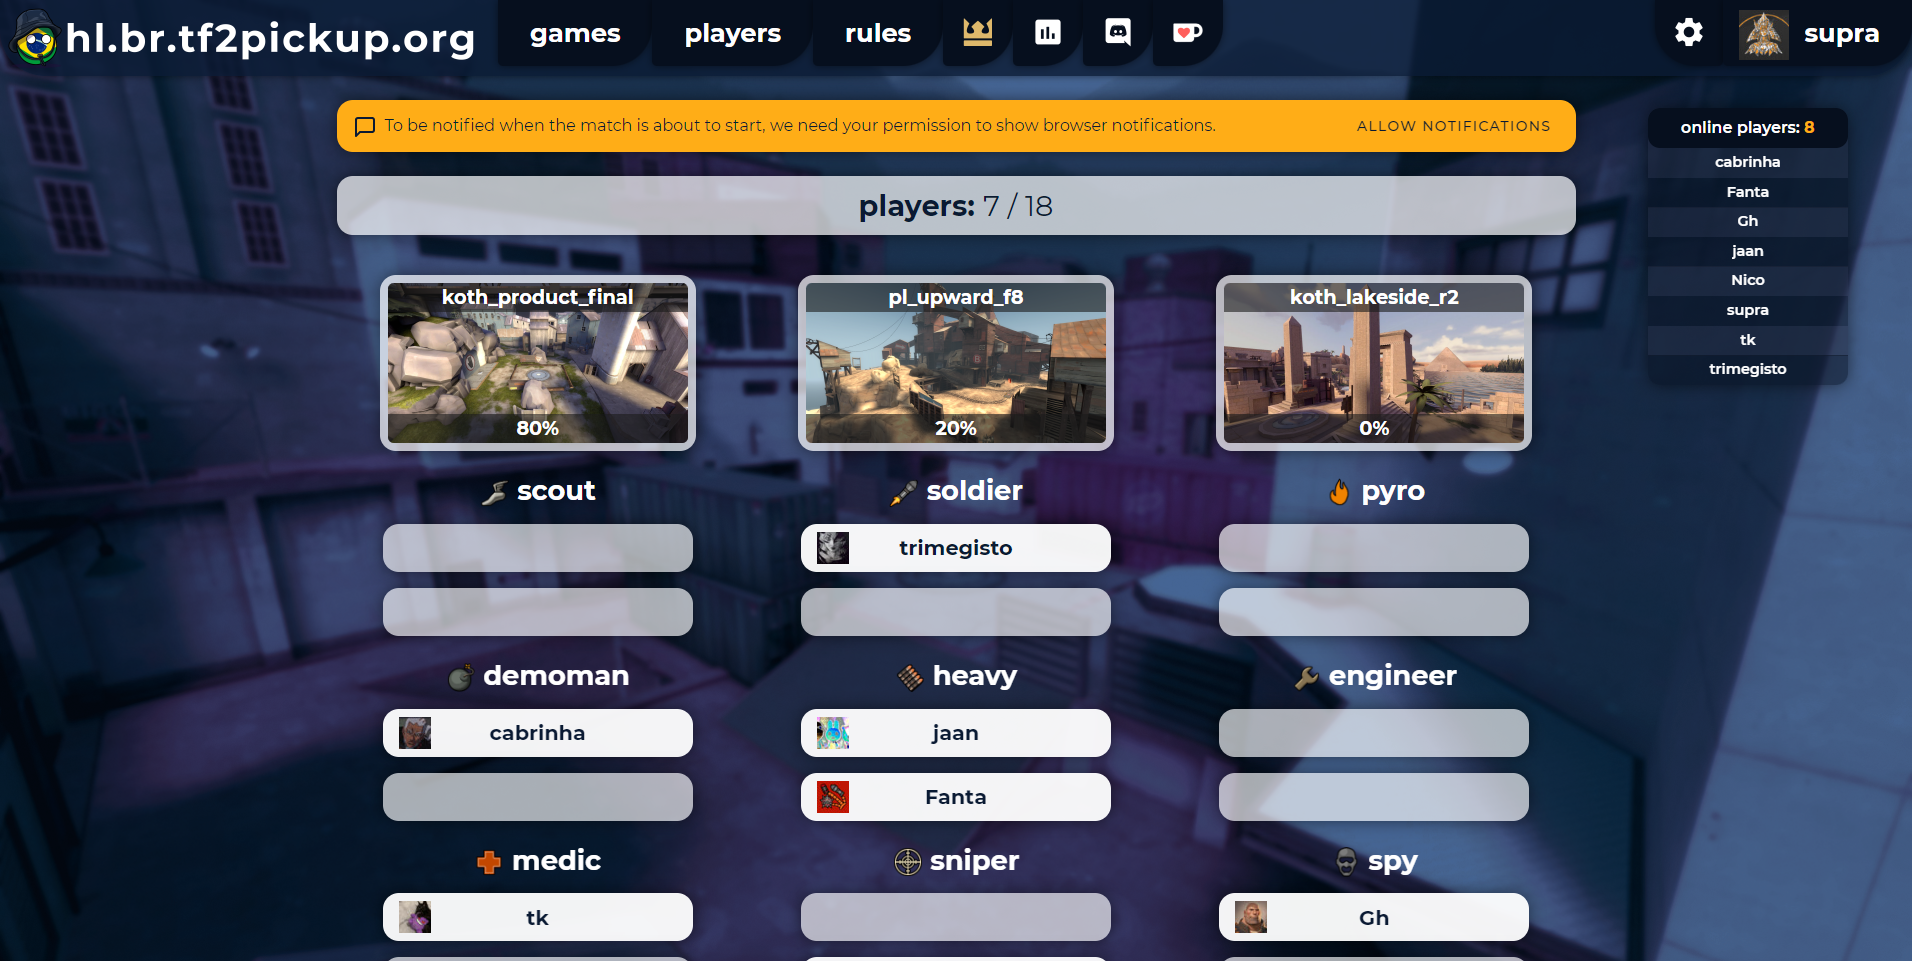 hl.br.tf2pickup.org
games
players
rules
supra
To be notified when the match is about to start, we need your permission to show browser notifications.
ALLOW NOTIFICATIONS
players: 7 / 18
online players: 8
cabrinha
Fanta
Gh
jaan
Nico
supra
tk
trimegisto
koth_product_final
80%
pl_upward_f8
20%
koth_lakeside_r2
0%
scout
soldier
trimegisto
pyro
demoman
cabrinha
heavy
jaan
Fanta
engineer
medic
tk
sniper
spy
Gh